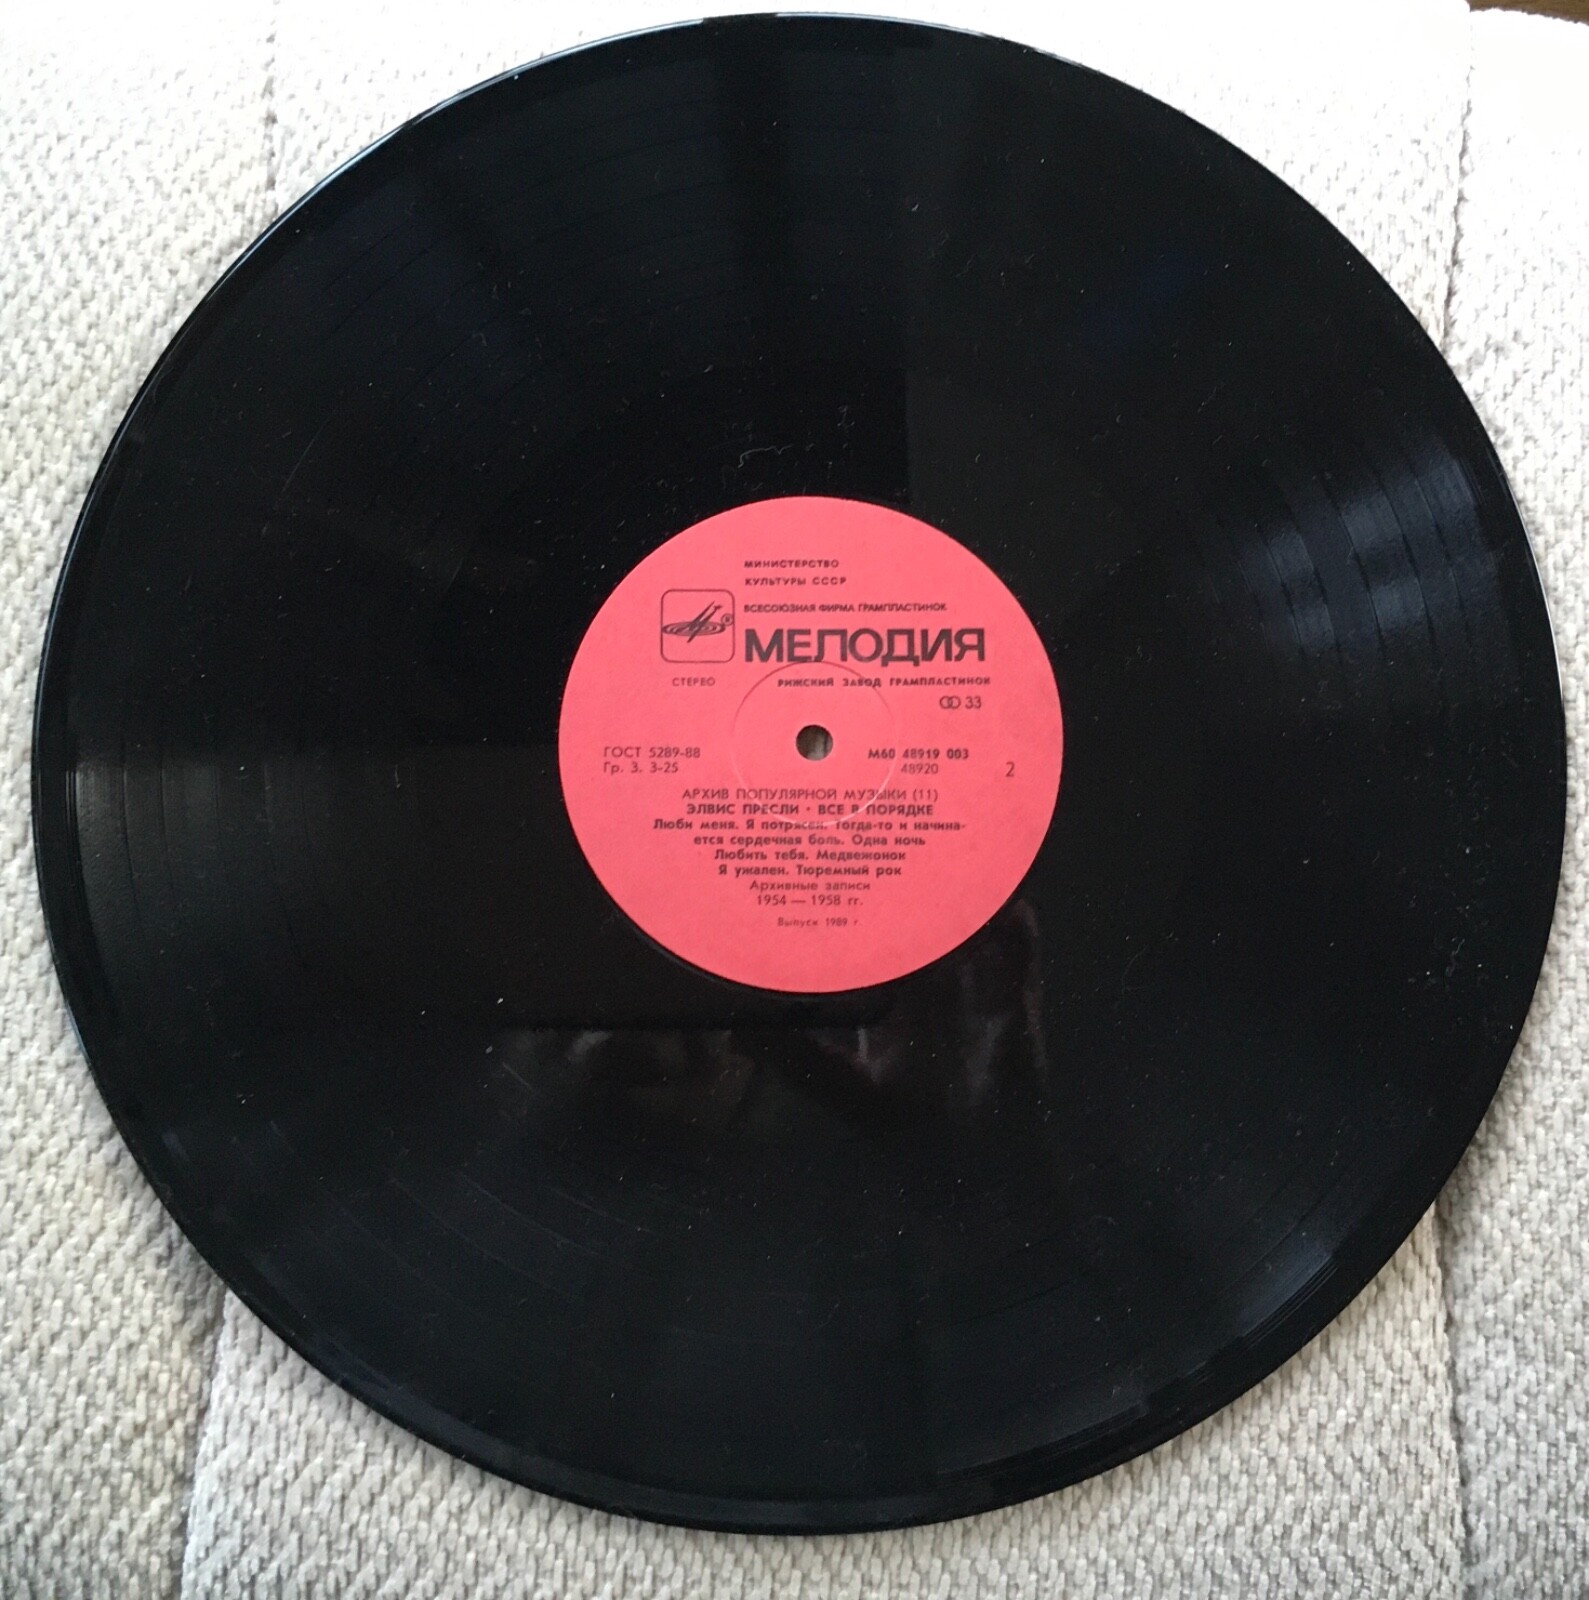 МИНИСТЕРСТВО
КУЛЬТУРЫ СССР
ВСЕСОЮЗНАЯ ФИРМА ГРАМПЛАСТИНОК
МЕЛОДИЯ
®
СТЕРЕО РИЖСКИЙ ЗАВОД ГРАМПЛАСТИНОК
33
ГОСТ 5289-88 М60 48919 003
Гр. 3. 3-25 48920 2
АРХИВ ПОПУЛЯРНОЙ МУЗЫКИ (11)
ЭЛВИС ПРЕСЛИ · ВСЕ В ПОРЯДКЕ
Люби меня. Я потрясен. Тогда-то и начина-
ется сердечная боль. Одна ночь
Любить тебя. Медвежонок
Я ужален. Тюремный рок
Архивные записи
1954 — 1958 гг.
Выпуск 1989 г.